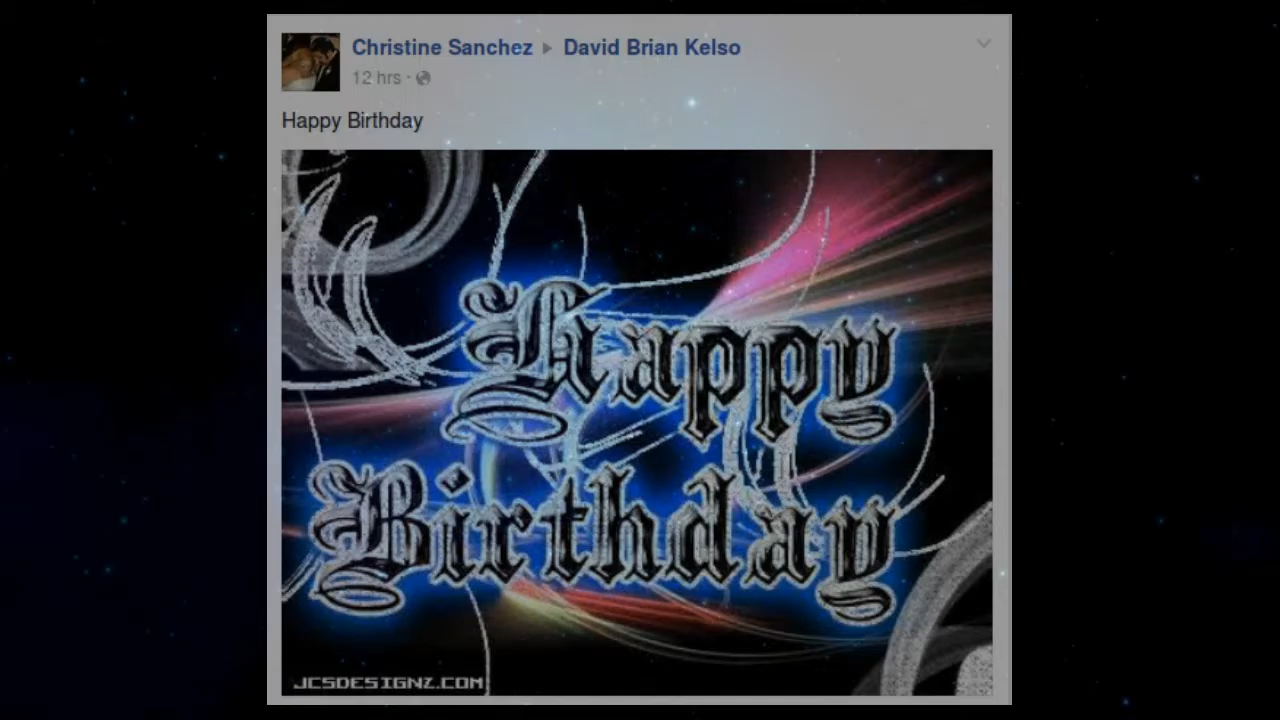 Christine Sanchez ▸ David Brian Kelso
12 hrs ·
Happy Birthday
Happy
Birthday
JCSDESIGNZ.COM